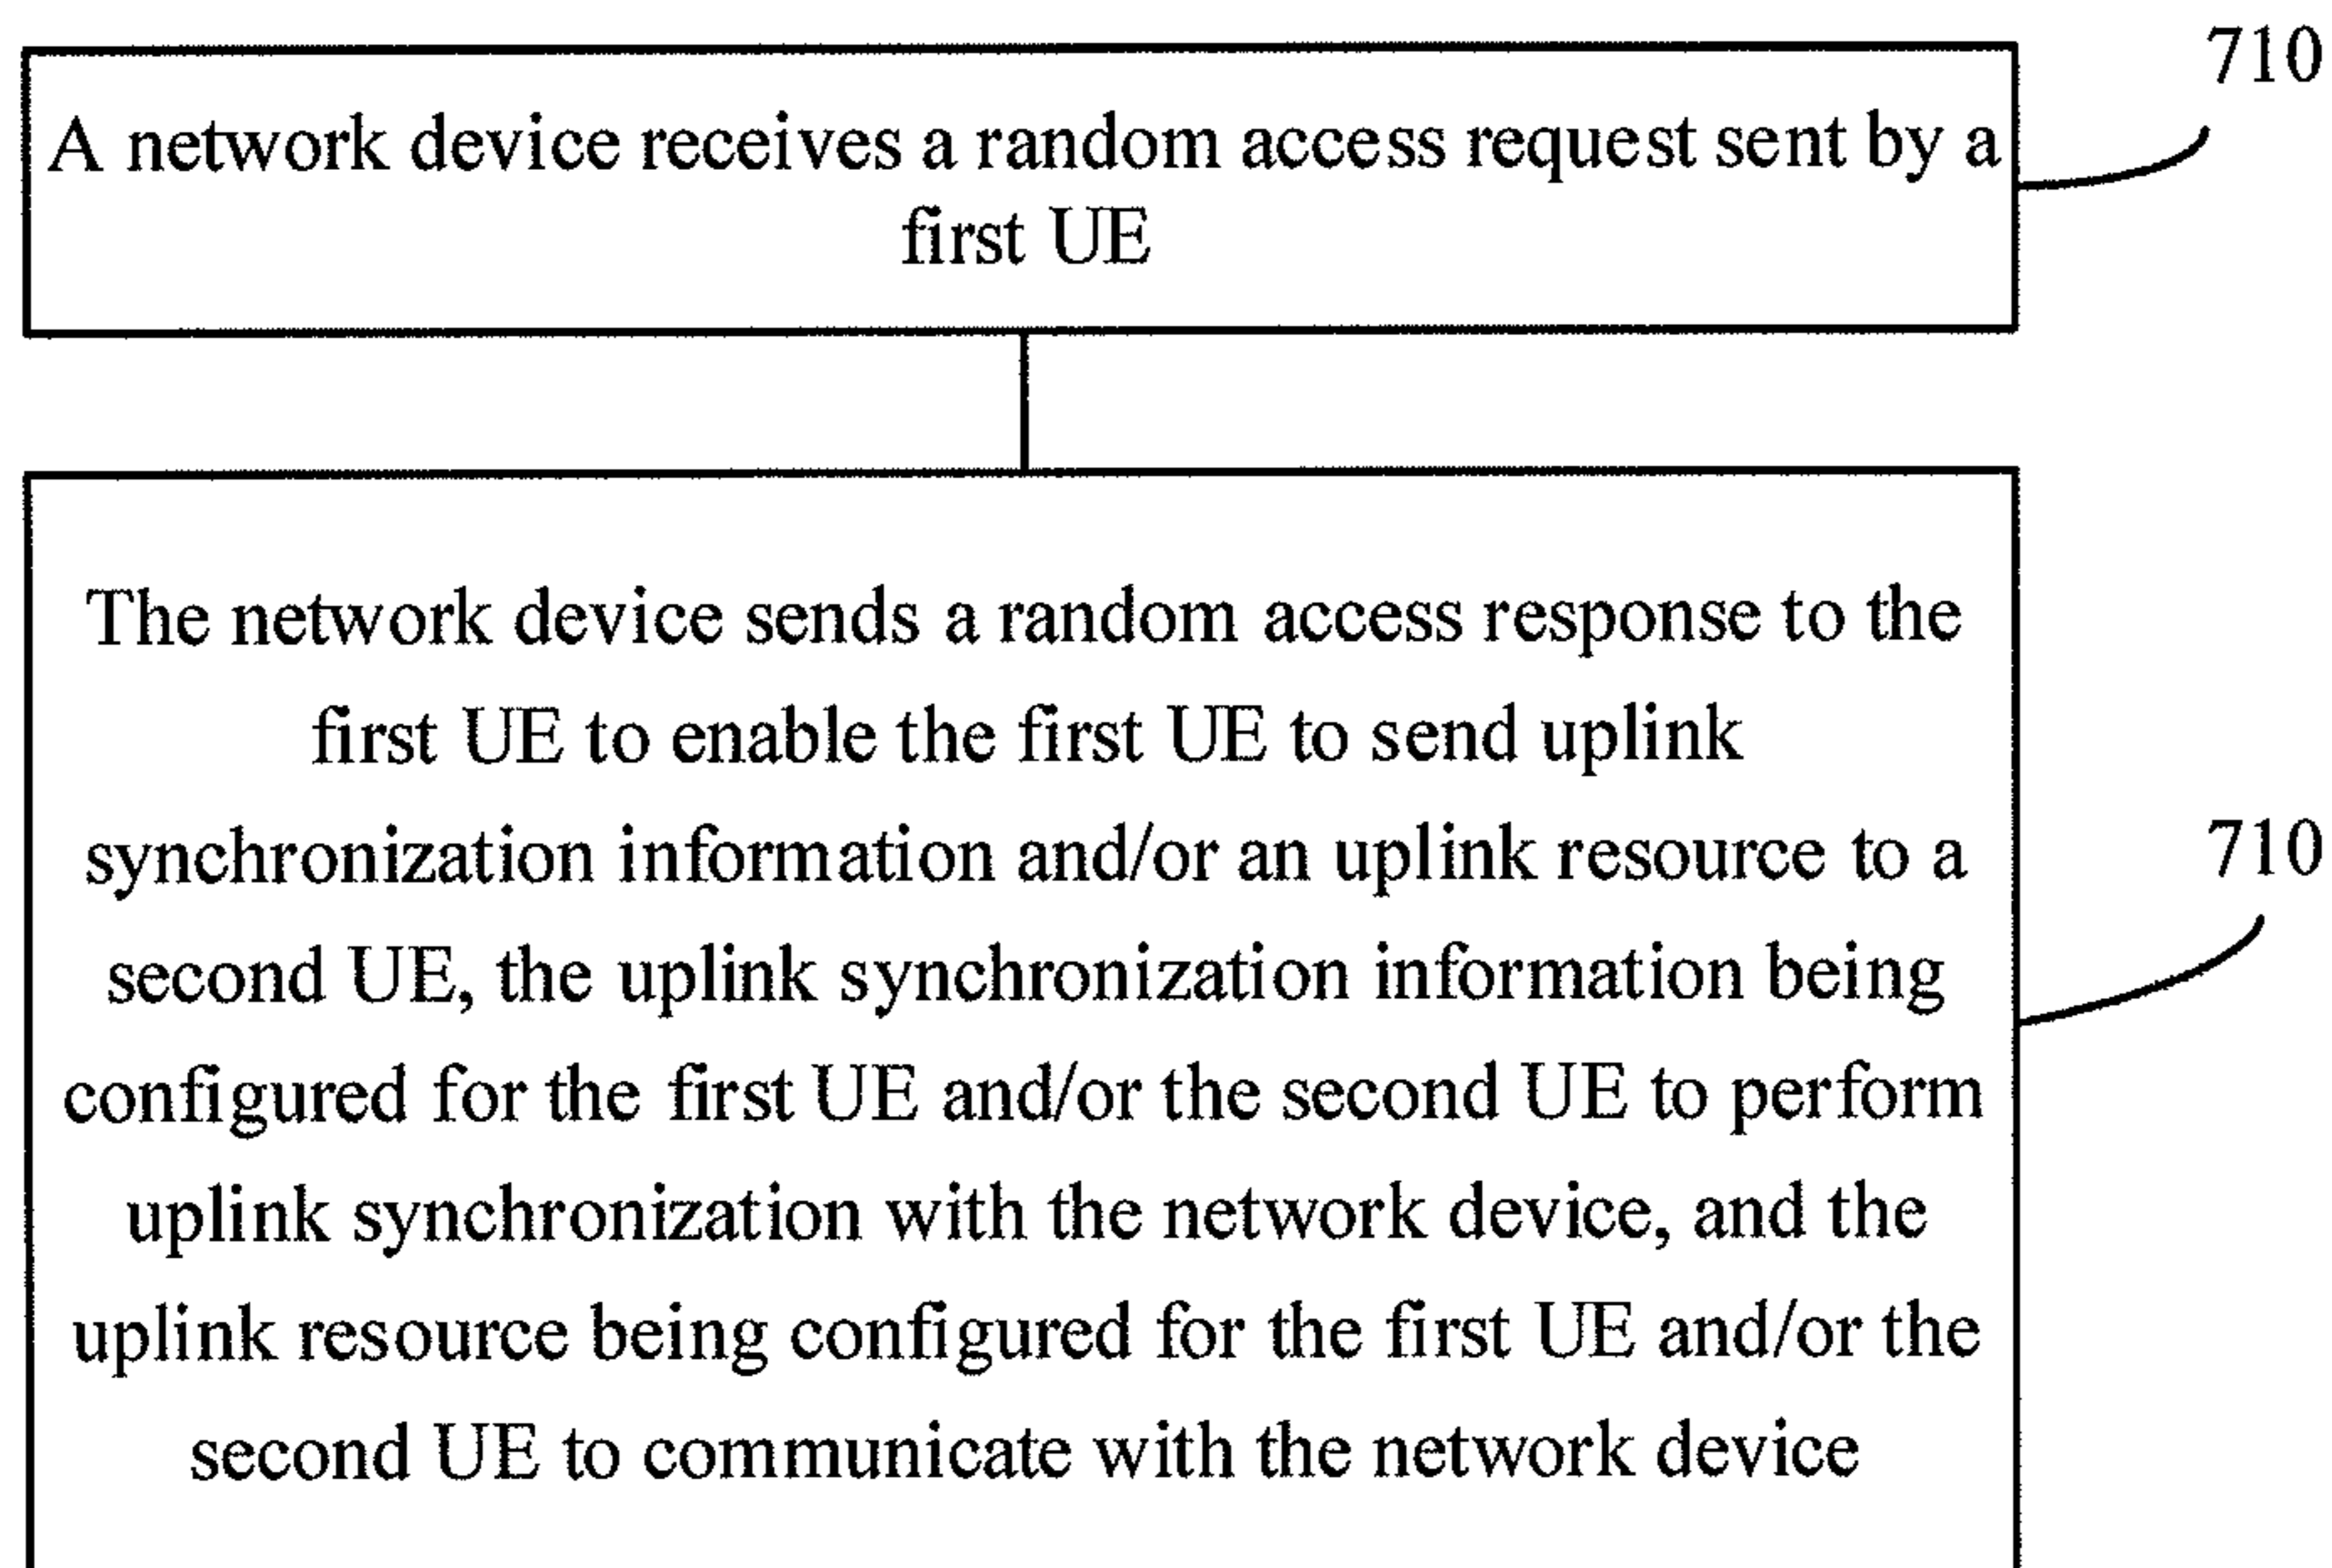 710
A network device receives a random access request sent by a
first UE
The network device sends a random access response to the
first UE to enable the first UE to send uplink
synchronization information and/or an uplink resource to a
710
second UE, the uplink synchronization information being
configured for the first UE and/or the second UE to perform
uplink synchronization with the network device, and the
uplink resource being configured for the first UE and/or the
second UE to communicate with the network device